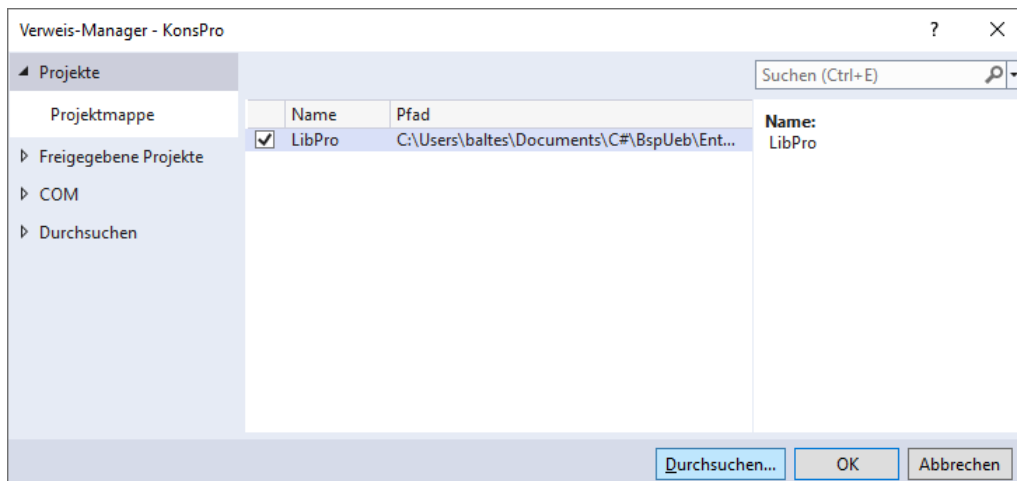 Verweis-Manager - KonsPro
Projekte
Projektmappe
Freigegebene Projekte
COM
Durchsuchen
Suchen (Ctrl+E)
Name Pfad
LibPro C:\Users\baltes\Documents\C#\BspUeb\Ent...
Name:
LibPro
Durchsuchen... OK Abbrechen